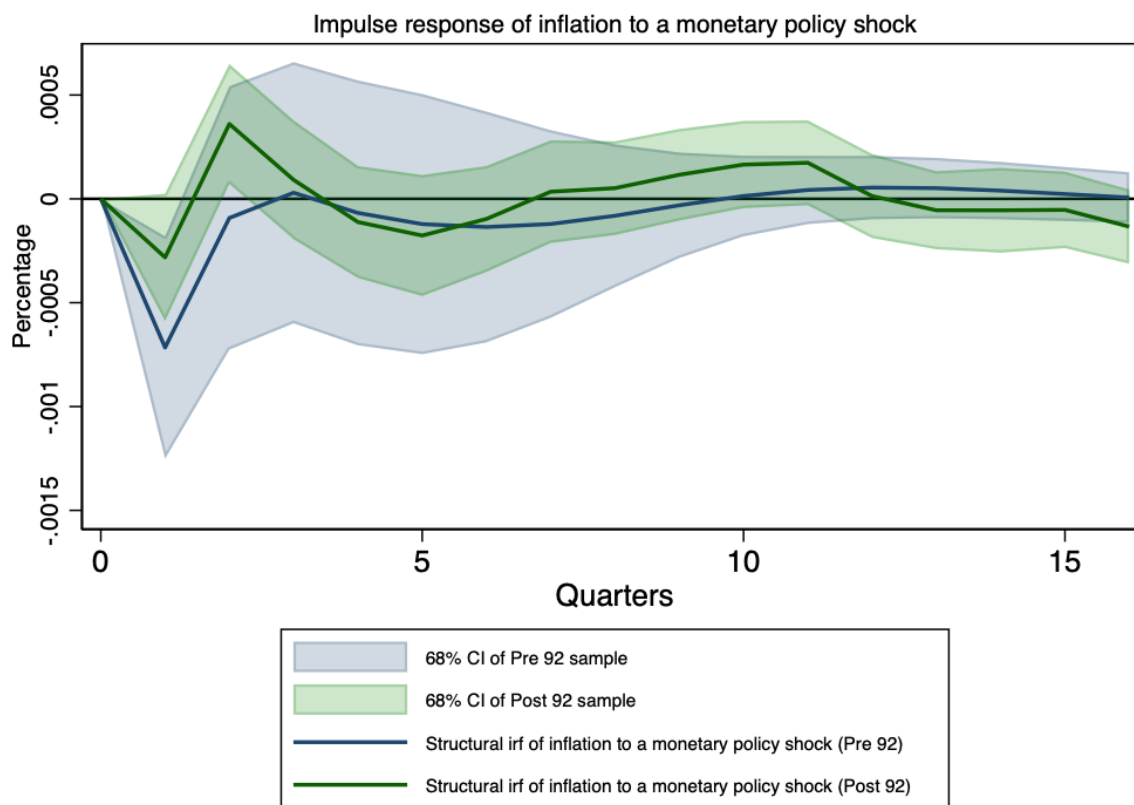 Impulse response of inflation to a monetary policy shock
Percentage
.0005
0
-.0005
-.001
-.0015
0 5 10 15
Quarters
68% CI of Pre 92 sample
68% CI of Post 92 sample
Structural irf of inflation to a monetary policy shock (Pre 92)
Structural irf of inflation to a monetary policy shock (Post 92)